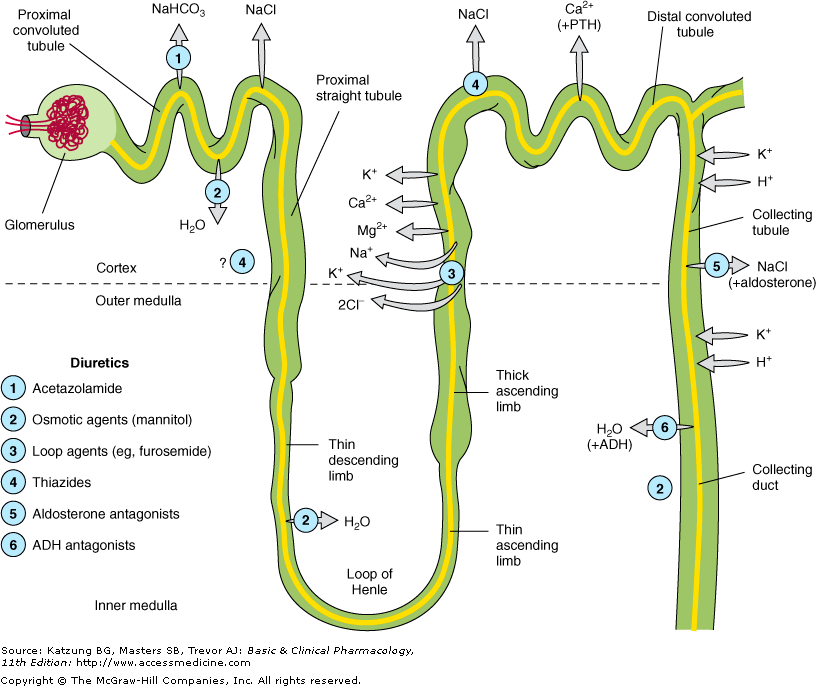 Proximal
convoluted
tubule
NaHCO₃
NaCl
NaCl
Ca²⁺
(+PTH)
Distal convoluted
tubule
1
4
Proximal
straight tubule
2
H₂O
Glomerulus
K⁺
Ca²⁺
Mg²⁺
Na⁺
K⁺
2Cl⁻
3
K⁺
H⁺
Collecting
tubule
5
NaCl
(+aldosterone)
? 4
Cortex
Outer medulla
K⁺
H⁺
Diuretics
1 Acetazolamide
2 Osmotic agents (mannitol)
3 Loop agents (eg, furosemide)
4 Thiazides
5 Aldosterone antagonists
6 ADH antagonists
Thick
ascending
limb
H₂O
(+ADH)
6
Thin
descending
limb
2
Collecting
duct
2
H₂O
Thin
ascending
limb
Loop of
Henle
Inner medulla
Source: Katzung BG, Masters SB, Trevor AJ: Basic & Clinical Pharmacology,
11th Edition: http://www.accessmedicine.com
Copyright © The McGraw-Hill Companies, Inc. All rights reserved.